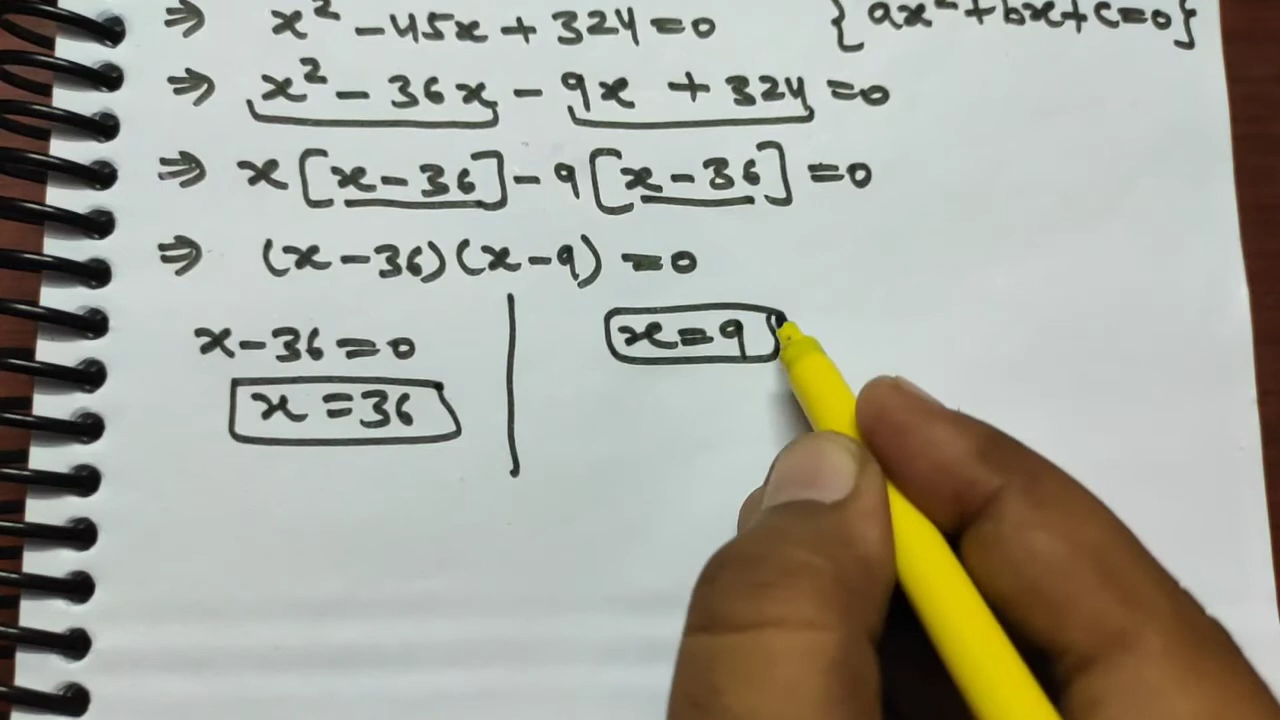 ⇒ x² - 45x + 324 = 0 {ax² + bx + c = 0}
⇒ x² - 36x - 9x + 324 = 0
⇒ x[x - 36] - 9[x - 36] = 0
⇒ (x - 36)(x - 9) = 0
x - 36 = 0
x = 36
x = 9